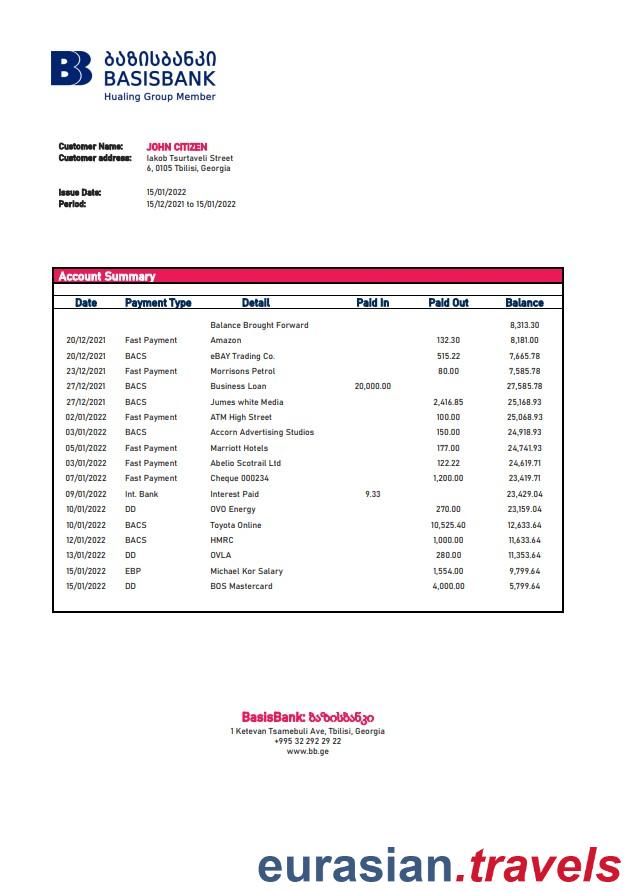 ბაზისბანკი
BASISBANK
Hualing Group Member
Customer Name: JOHN CITIZEN
Customer address: Iakob Tsurtaveli Street
6, 0105 Tbilisi, Georgia
Issue Date: 15/01/2022
Period: 15/12/2021 to 15/01/2022
Account Summary
Date Payment Type Detail Paid In Paid Out Balance
Balance Brought Forward 8,313.30
20/12/2021 Fast Payment Amazon 132.30 8,181.00
20/12/2021 BACS eBAY Trading Co. 515.22 7,665.78
23/12/2021 Fast Payment Morrisons Petrol 80.00 7,585.78
27/12/2021 BACS Business Loan 20,000.00 27,585.78
27/12/2021 BACS Jumes white Media 2,416.85 25,168.93
02/01/2022 Fast Payment ATM High Street 100.00 25,068.93
03/01/2022 BACS Accorn Advertising Studios 150.00 24,918.93
05/01/2022 Fast Payment Marriott Hotels 177.00 24,741.93
03/01/2022 Fast Payment Abelio Scotrail Ltd 122.22 24,619.71
07/01/2022 Fast Payment Cheque 000234 1,200.00 23,419.71
09/01/2022 Int. Bank Interest Paid 9.33 23,429.04
10/01/2022 DD OVO Energy 270.00 23,159.04
10/01/2022 BACS Toyota Online 10,525.40 12,633.64
12/01/2022 BACS HMRC 1,000.00 11,633.64
13/01/2022 DD OVLA 280.00 11,353.64
15/01/2022 EBP Michael Kor Salary 1,554.00 9,799.64
15/01/2022 DD BOS Mastercard 4,000.00 5,799.64
BasisBank: ბაზისბანკი
1 Ketevan Tsamebuli Ave, Tbilisi, Georgia
+995 32 292 29 22
www.bb.ge
eurasian.travels